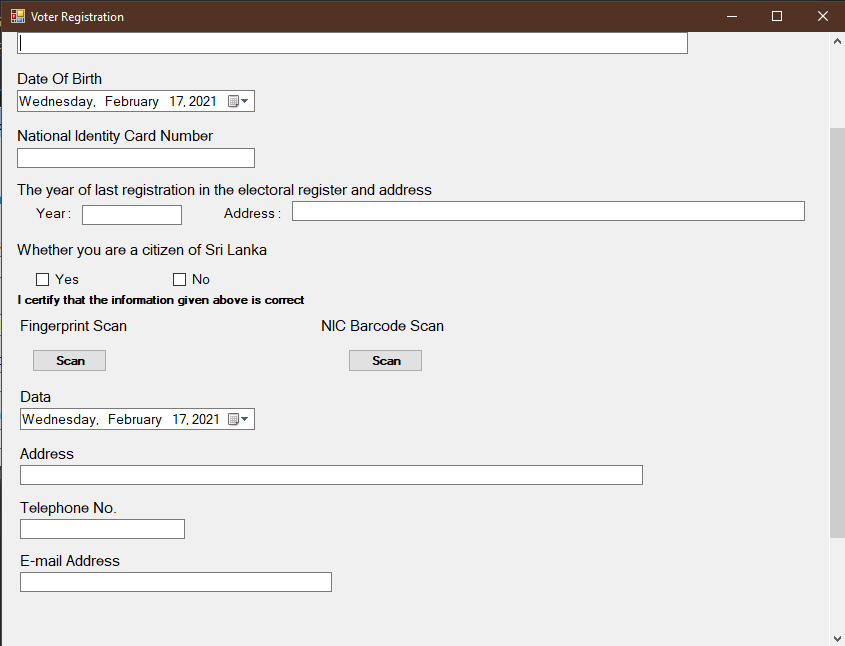 Voter Registration
Date Of Birth
Wednesday, February 17, 2021
National Identity Card Number
The year of last registration in the electoral register and address
Year : Address :
Whether you are a citizen of Sri Lanka
Yes No
I certify that the information given above is correct
Fingerprint Scan NIC Barcode Scan
Scan Scan
Data
Wednesday, February 17, 2021
Address
Telephone No.
E-mail Address